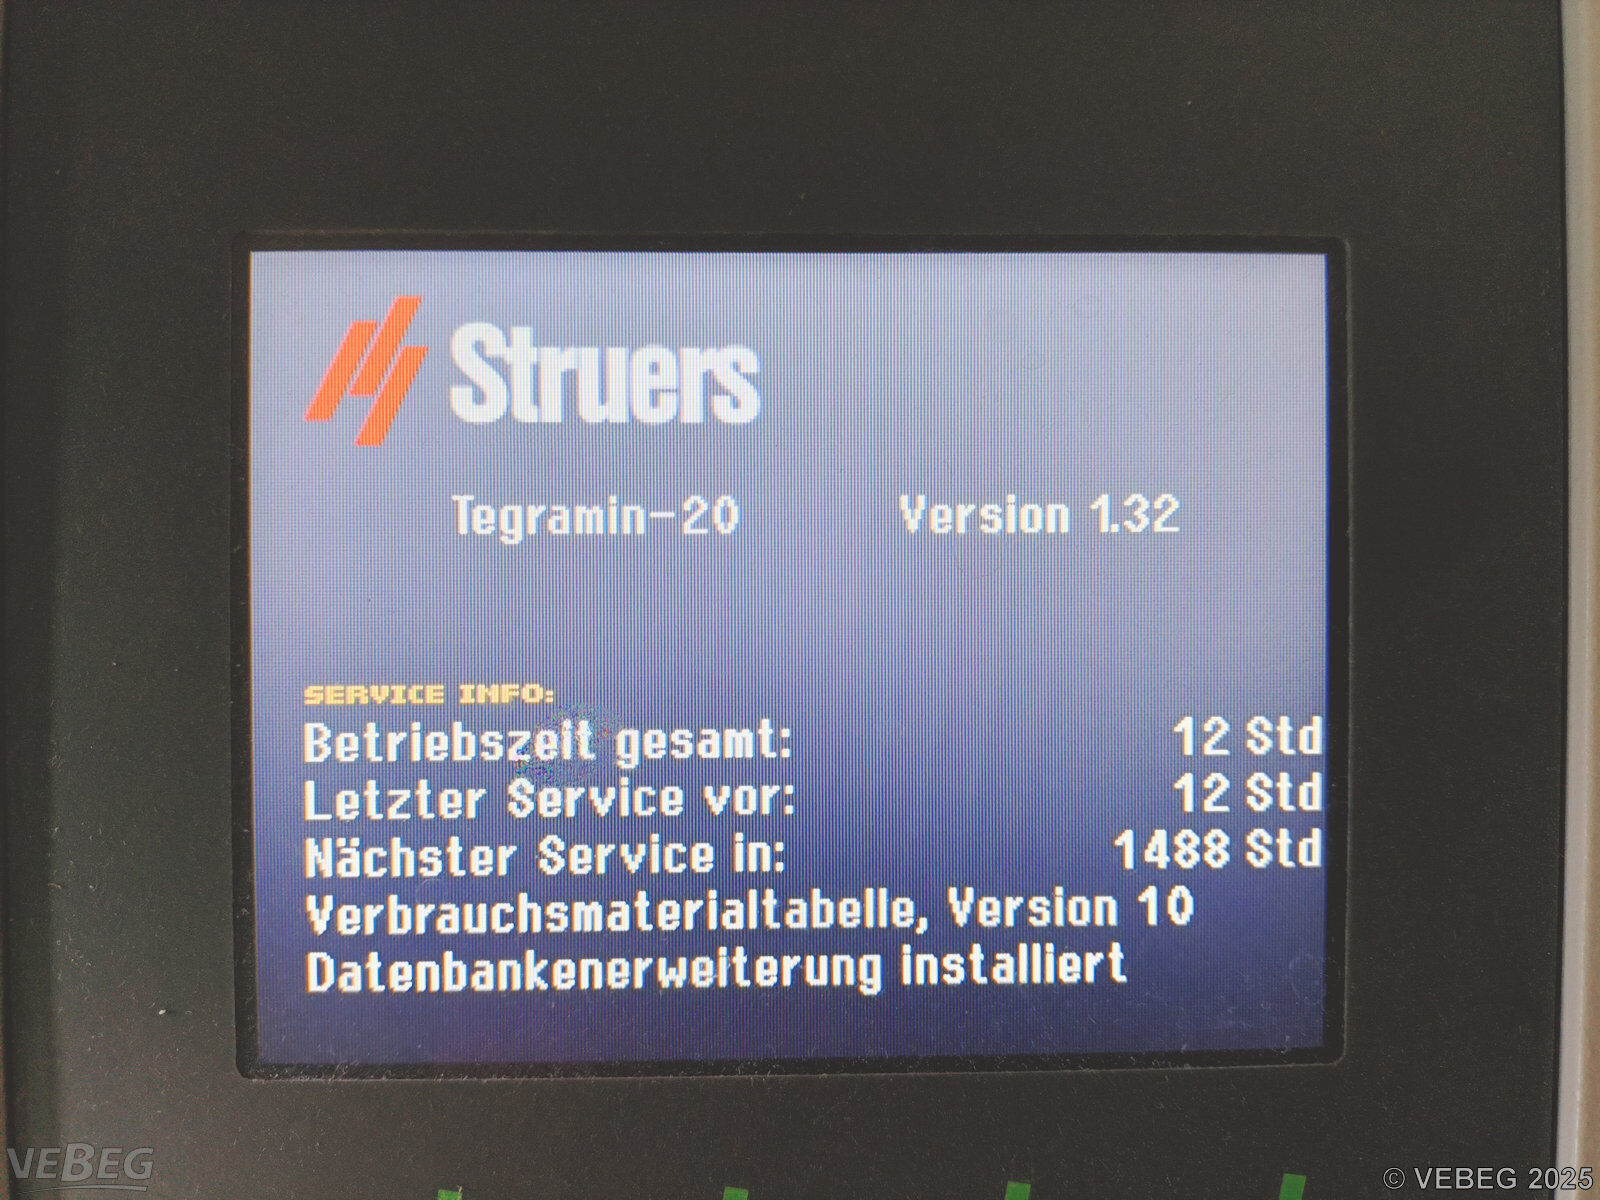 Struers
Tegramin-20 Version 1.32
SERVICE INFO:
Betriebszeit gesamt: 12 Std
Letzter Service vor: 12 Std
Nächster Service in: 1488 Std
Verbrauchsmaterialtabelle, Version 10
Datenbankenerweiterung installiert
VEBEG
© VEBEG 2025